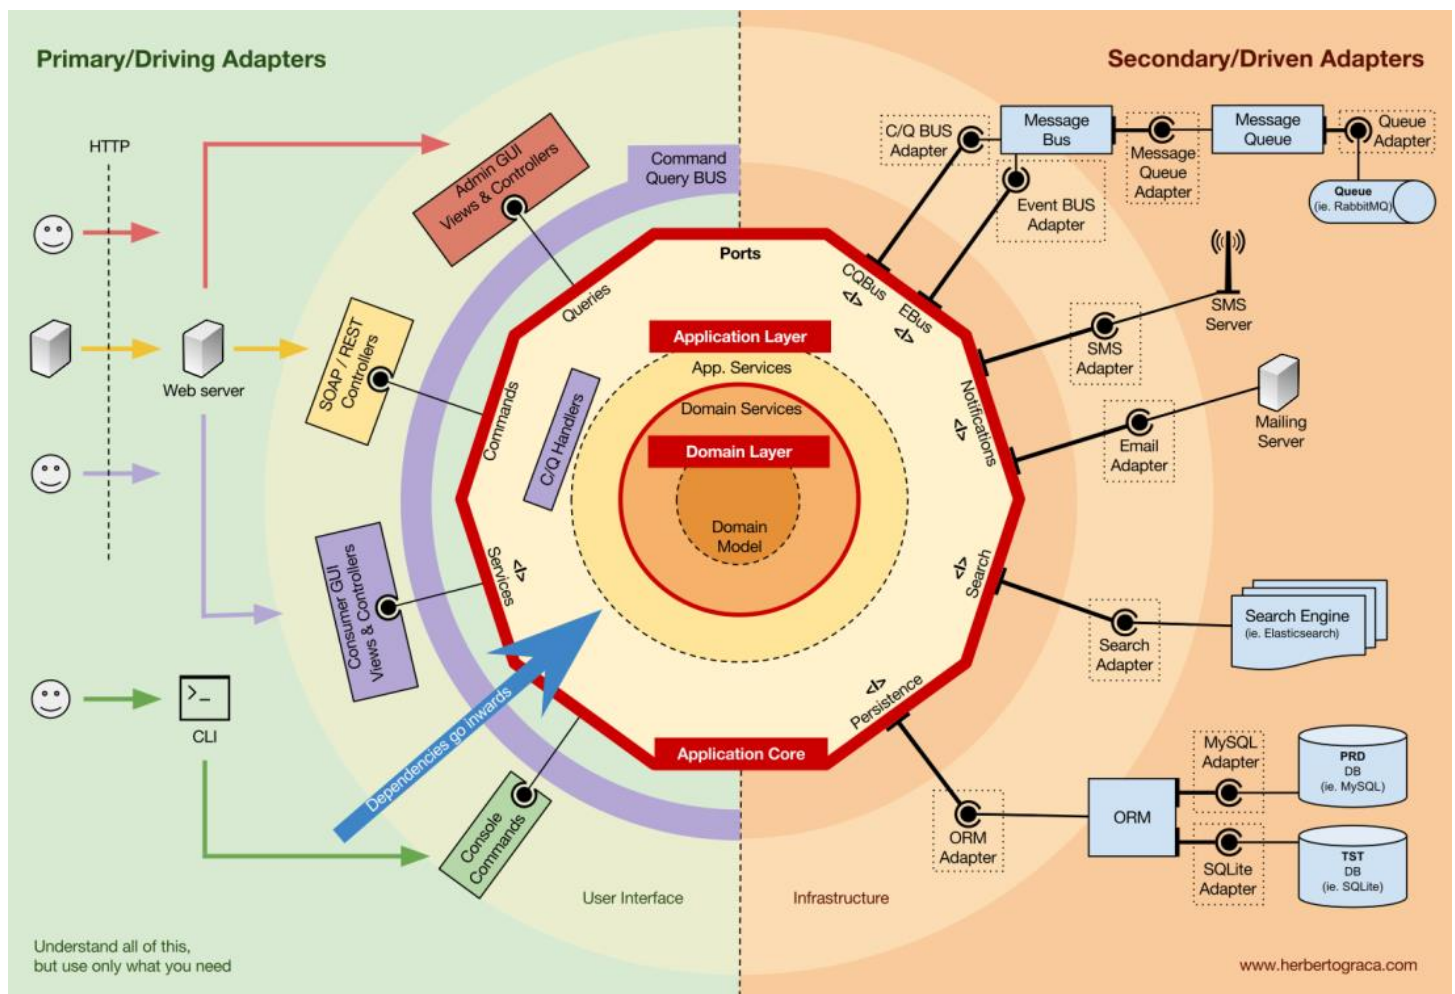 Primary/Driving Adapters
Secondary/Driven Adapters
HTTP
Admin GUI
Views & Controllers
Command
Query BUS
C/Q BUS
Adapter
Message
Bus
Event BUS
Adapter
Message
Queue
Adapter
Message
Queue
Queue
Adapter
Queue
(ie. RabbitMQ)
Ports
Queries
CQBus
</>
EBus
</>
SMS
Server
SMS
Adapter
Web server
SOAP / REST
Controllers
Commands
C/Q Handlers
Application Layer
App. Services
Domain Services
Domain Layer
Domain
Model
Notifications
</>
Email
Adapter
Mailing
Server
Consumer GUI
Views & Controllers
Services
</>
Search
</>
Search
Adapter
Search Engine
(ie. Elasticsearch)
>_
CLI
Dependencies go inwards
Persistence
</>
Application Core
Console
Commands
ORM
Adapter
ORM
MySQL
Adapter
PRD
DB
(ie. MySQL)
SQLite
Adapter
TST
DB
(ie. SQLite)
User Interface
Infrastructure
Understand all of this,
but use only what you need
www.herbertograca.com